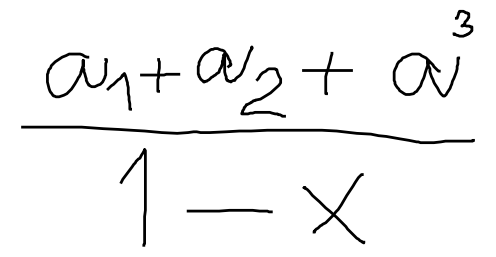 a₁ + a₂ + a³
1 − x